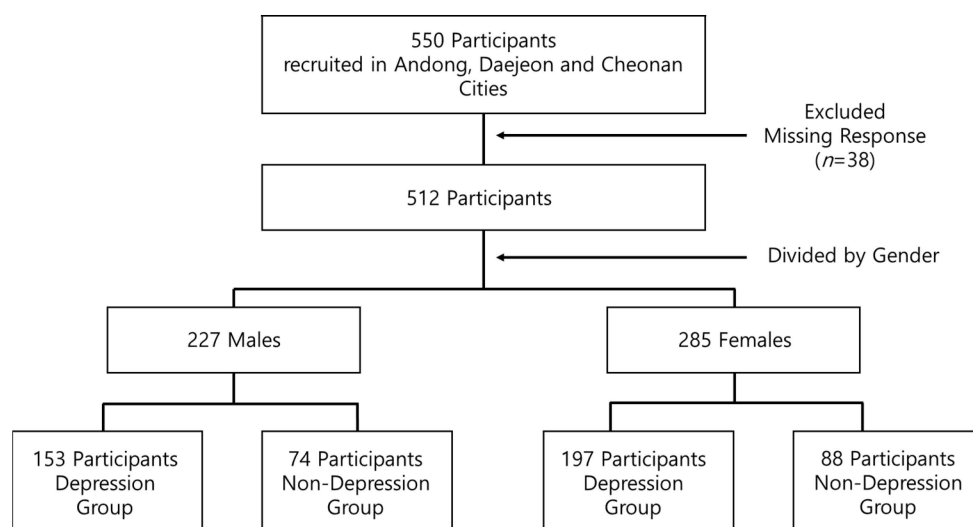 550 Participants
recruited in Andong, Daejeon and Cheonan
Cities
Excluded
Missing Response
(n=38)
512 Participants
Divided by Gender
227 Males
285 Females
153 Participants
Depression
Group
74 Participants
Non-Depression
Group
197 Participants
Depression
Group
88 Participants
Non-Depression
Group